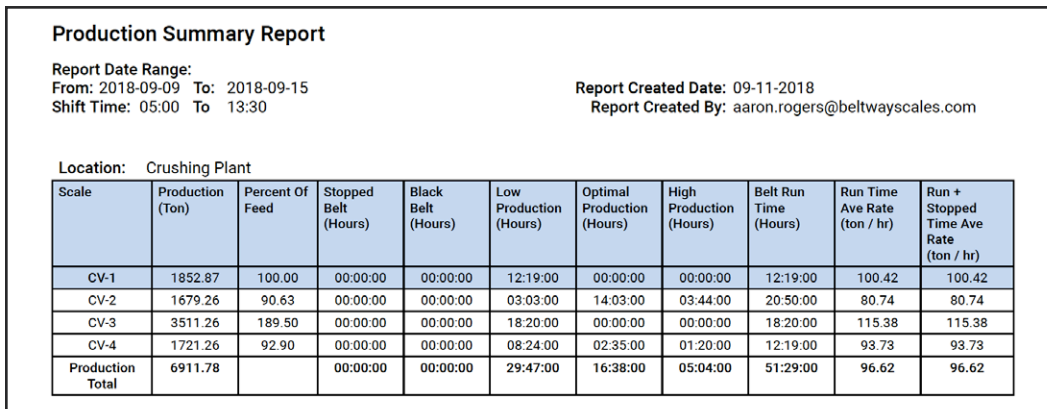 Production Summary Report
Report Date Range:
From: 2018-09-09 To: 2018-09-15
Report Created Date: 09-11-2018
Shift Time: 05:00 To 13:30
Report Created By: aaron.rogers@beltwayscales.com
Location: Crushing Plant
Scale Production (Ton) Percent Of Feed Stopped Belt (Hours) Black Belt (Hours) Low Production (Hours) Optimal Production (Hours) High Production (Hours) Belt Run Time (Hours) Run Time Ave Rate (ton / hr) Run + Stopped Time Ave Rate (ton / hr)
CV-1 1852.87 100.00 00:00:00 00:00:00 12:19:00 00:00:00 00:00:00 12:19:00 100.42 100.42
CV-2 1679.26 90.63 00:00:00 00:00:00 03:03:00 14:03:00 03:44:00 20:50:00 80.74 80.74
CV-3 3511.26 189.50 00:00:00 00:00:00 18:20:00 00:00:00 00:00:00 18:20:00 115.38 115.38
CV-4 1721.26 92.90 00:00:00 00:00:00 08:24:00 02:35:00 01:20:00 12:19:00 93.73 93.73
Production Total 6911.78 00:00:00 00:00:00 29:47:00 16:38:00 05:04:00 51:29:00 96.62 96.62